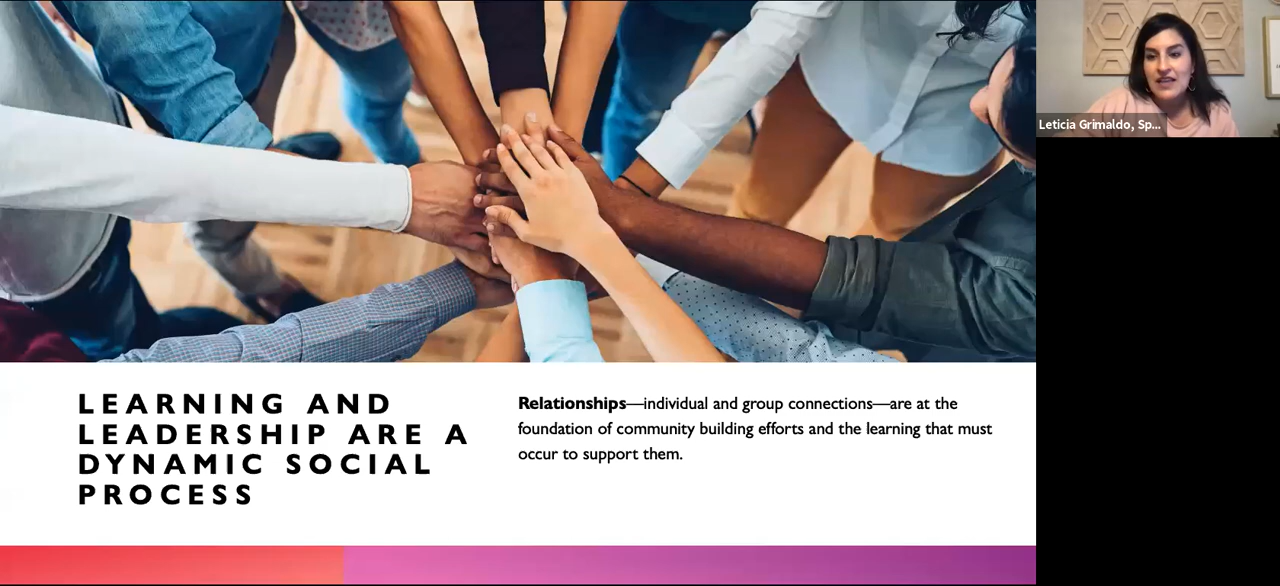 Leticia Grimaldo, Sp...
LEARNING AND
LEADERSHIP ARE A
DYNAMIC SOCIAL
PROCESS
Relationships—individual and group connections—are at the
foundation of community building efforts and the learning that must
occur to support them.